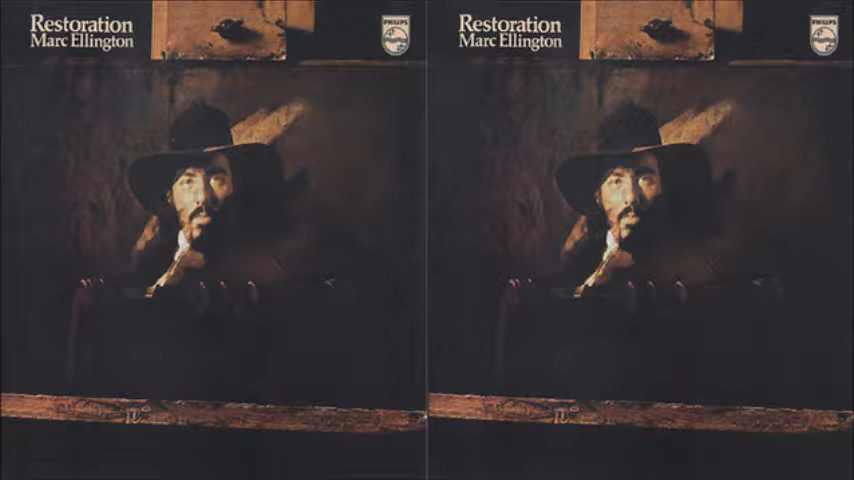 Restoration
Marc Ellington
PHILIPS
Restoration
Marc Ellington
PHILIPS